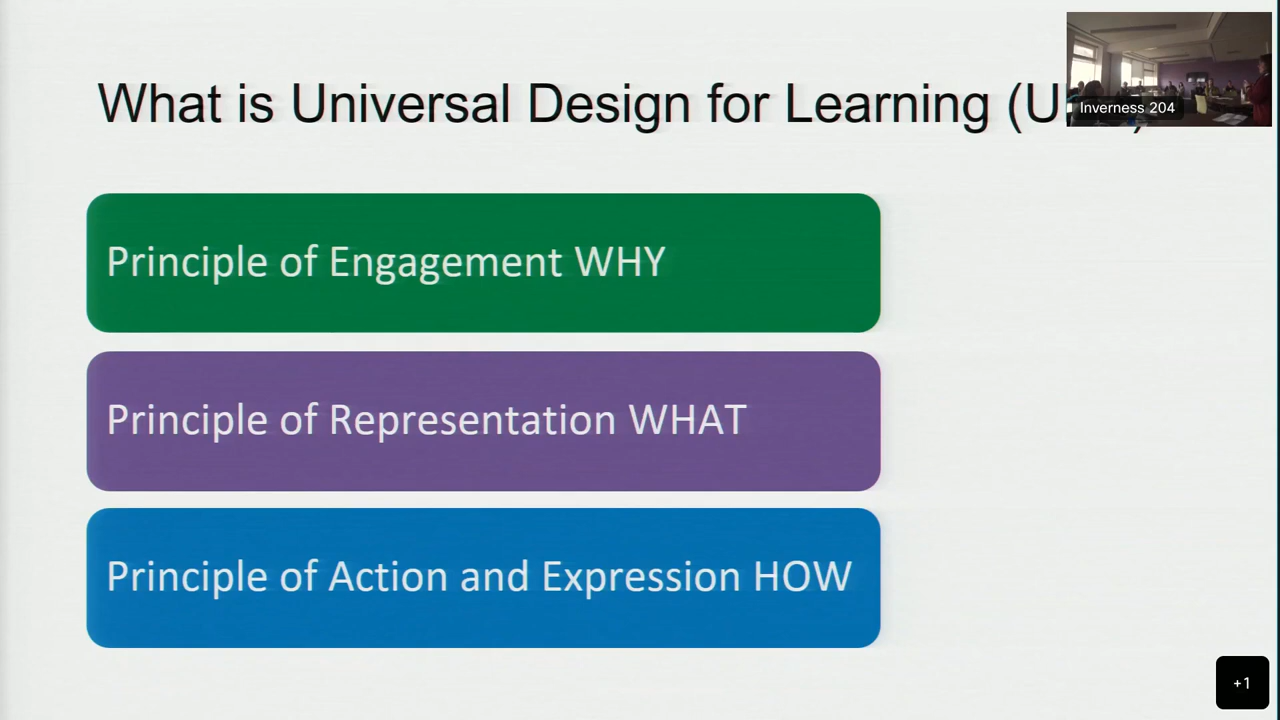 What is Universal Design for Learning (U
Inverness 204
Principle of Engagement WHY
Principle of Representation WHAT
Principle of Action and Expression HOW
+1